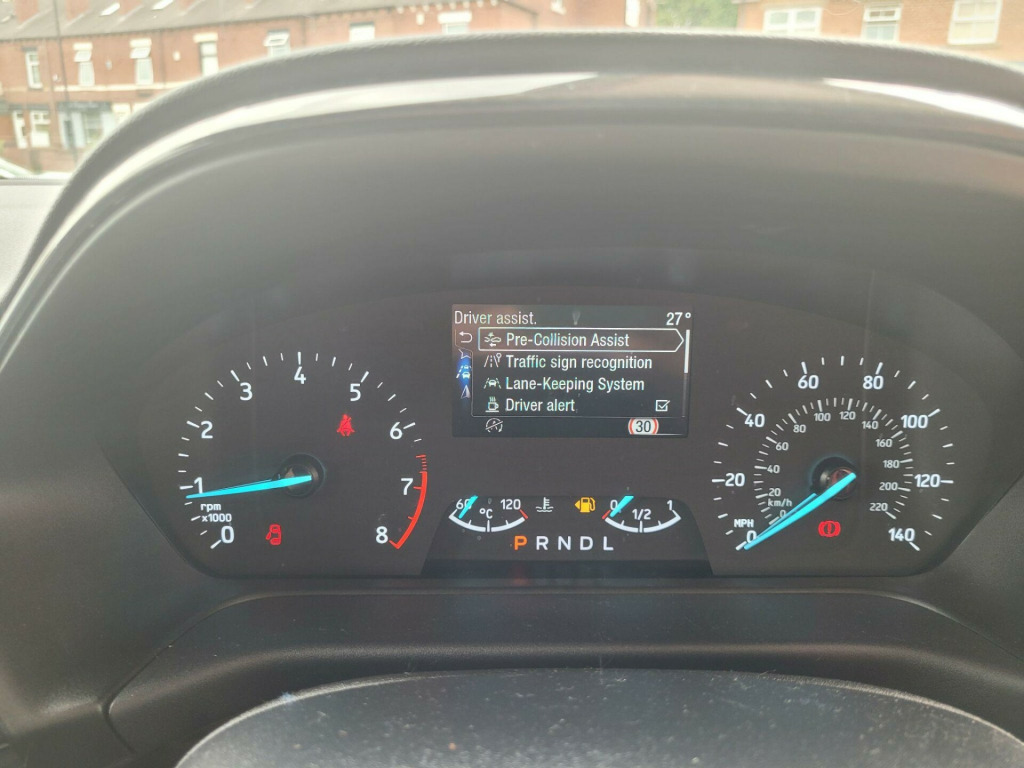 Driver assist. 27°
Pre-Collision Assist
Traffic sign recognition
Lane-Keeping System
Driver alert
30
0 1 2 3 4 5 6 7 8
rpm
x1000
60 °C 120
0 1/2 1
P R N D L
0 20 40 60 80 100 120 140
MPH
0 20 40 60 80 100 120 140 160 180 200 220
km/h